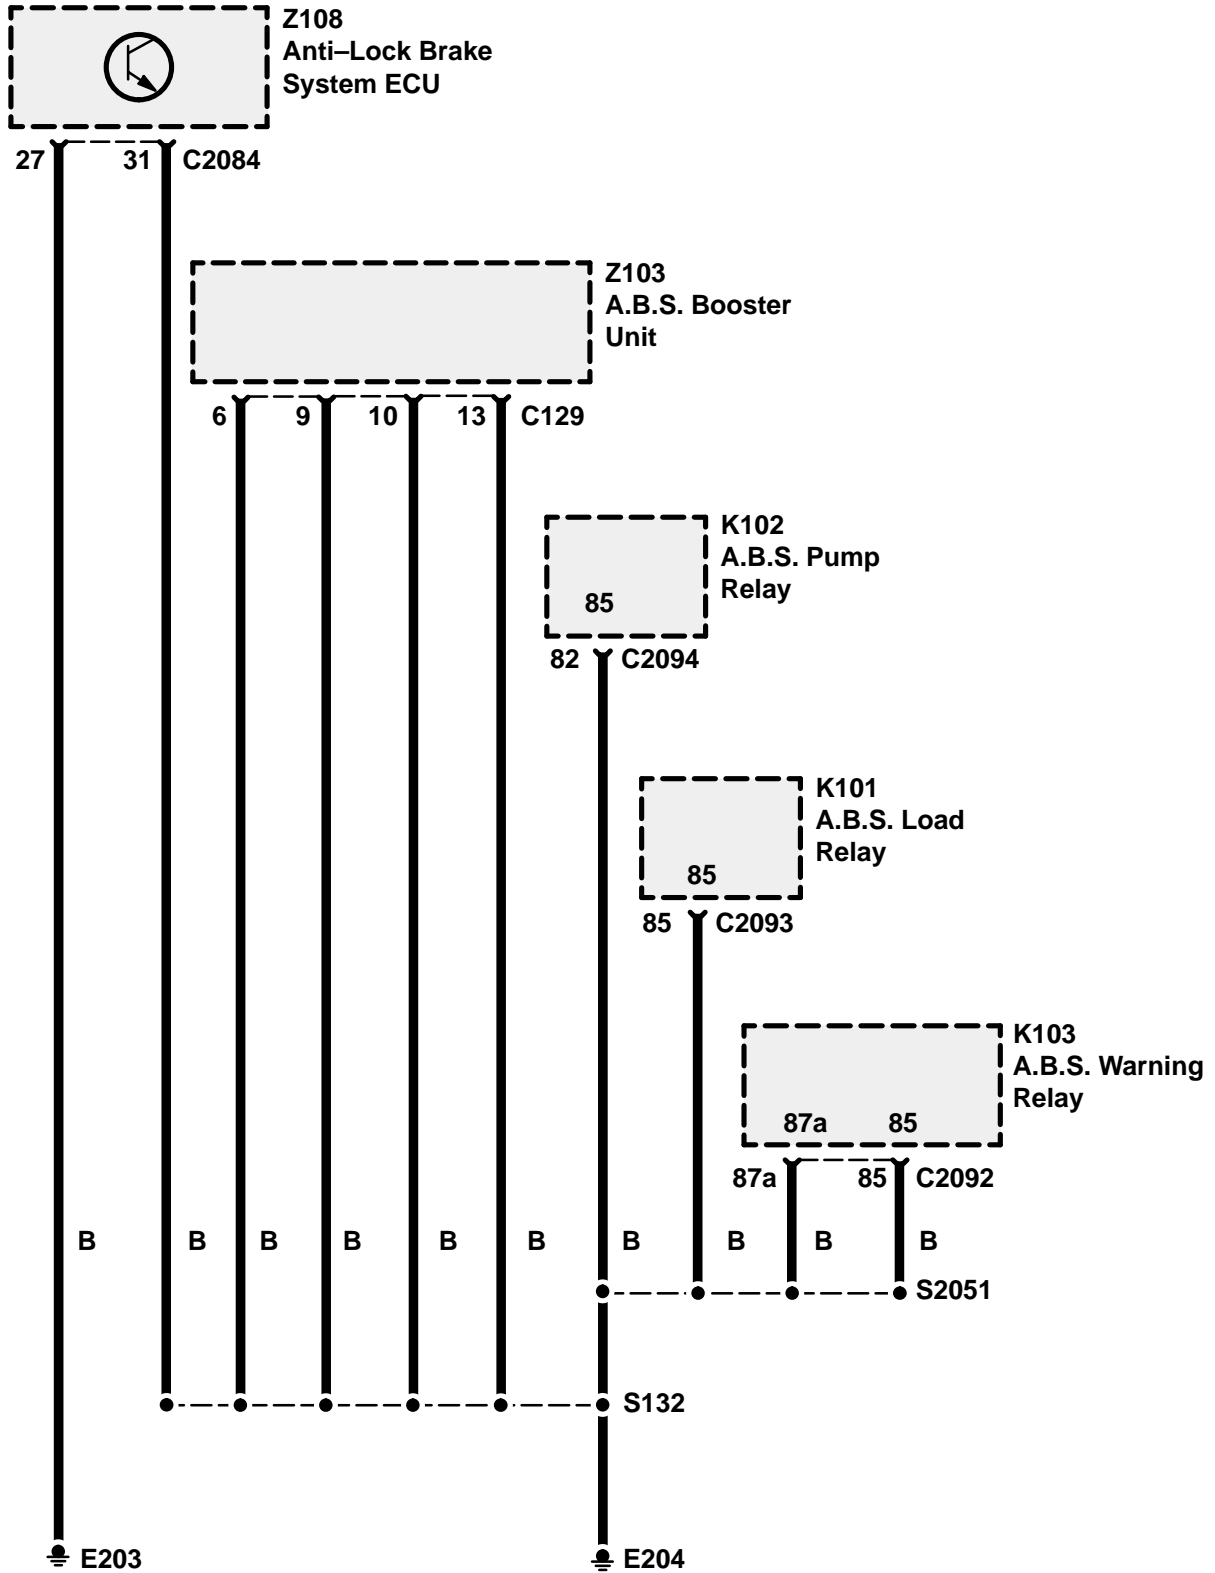 Z108
Anti–Lock Brake
System ECU
27 31 C2084
Z103
A.B.S. Booster
Unit
6 9 10 13 C129
K102
A.B.S. Pump
Relay
85
82 C2094
K101
A.B.S. Load
Relay
85
85 C2093
K103
A.B.S. Warning
Relay
87a 85
87a 85 C2092
B B B B B B B B B B
S2051
S132
E203 E204